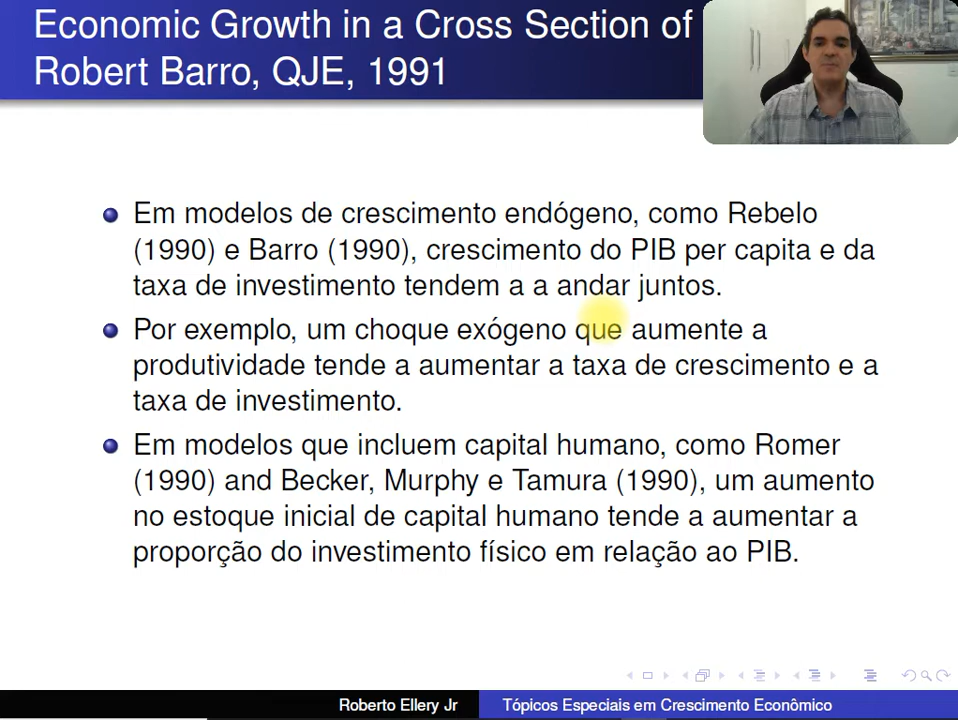 Economic Growth in a Cross Section of
Robert Barro, QJE, 1991
Em modelos de crescimento endógeno, como Rebelo
(1990) e Barro (1990), crescimento do PIB per capita e da
taxa de investimento tendem a a andar juntos.
Por exemplo, um choque exógeno que aumente a
produtividade tende a aumentar a taxa de crescimento e a
taxa de investimento.
Em modelos que incluem capital humano, como Romer
(1990) and Becker, Murphy e Tamura (1990), um aumento
no estoque inicial de capital humano tende a aumentar a
proporção do investimento físico em relação ao PIB.
Roberto Ellery Jr
Tópicos Especiais em Crescimento Econômico